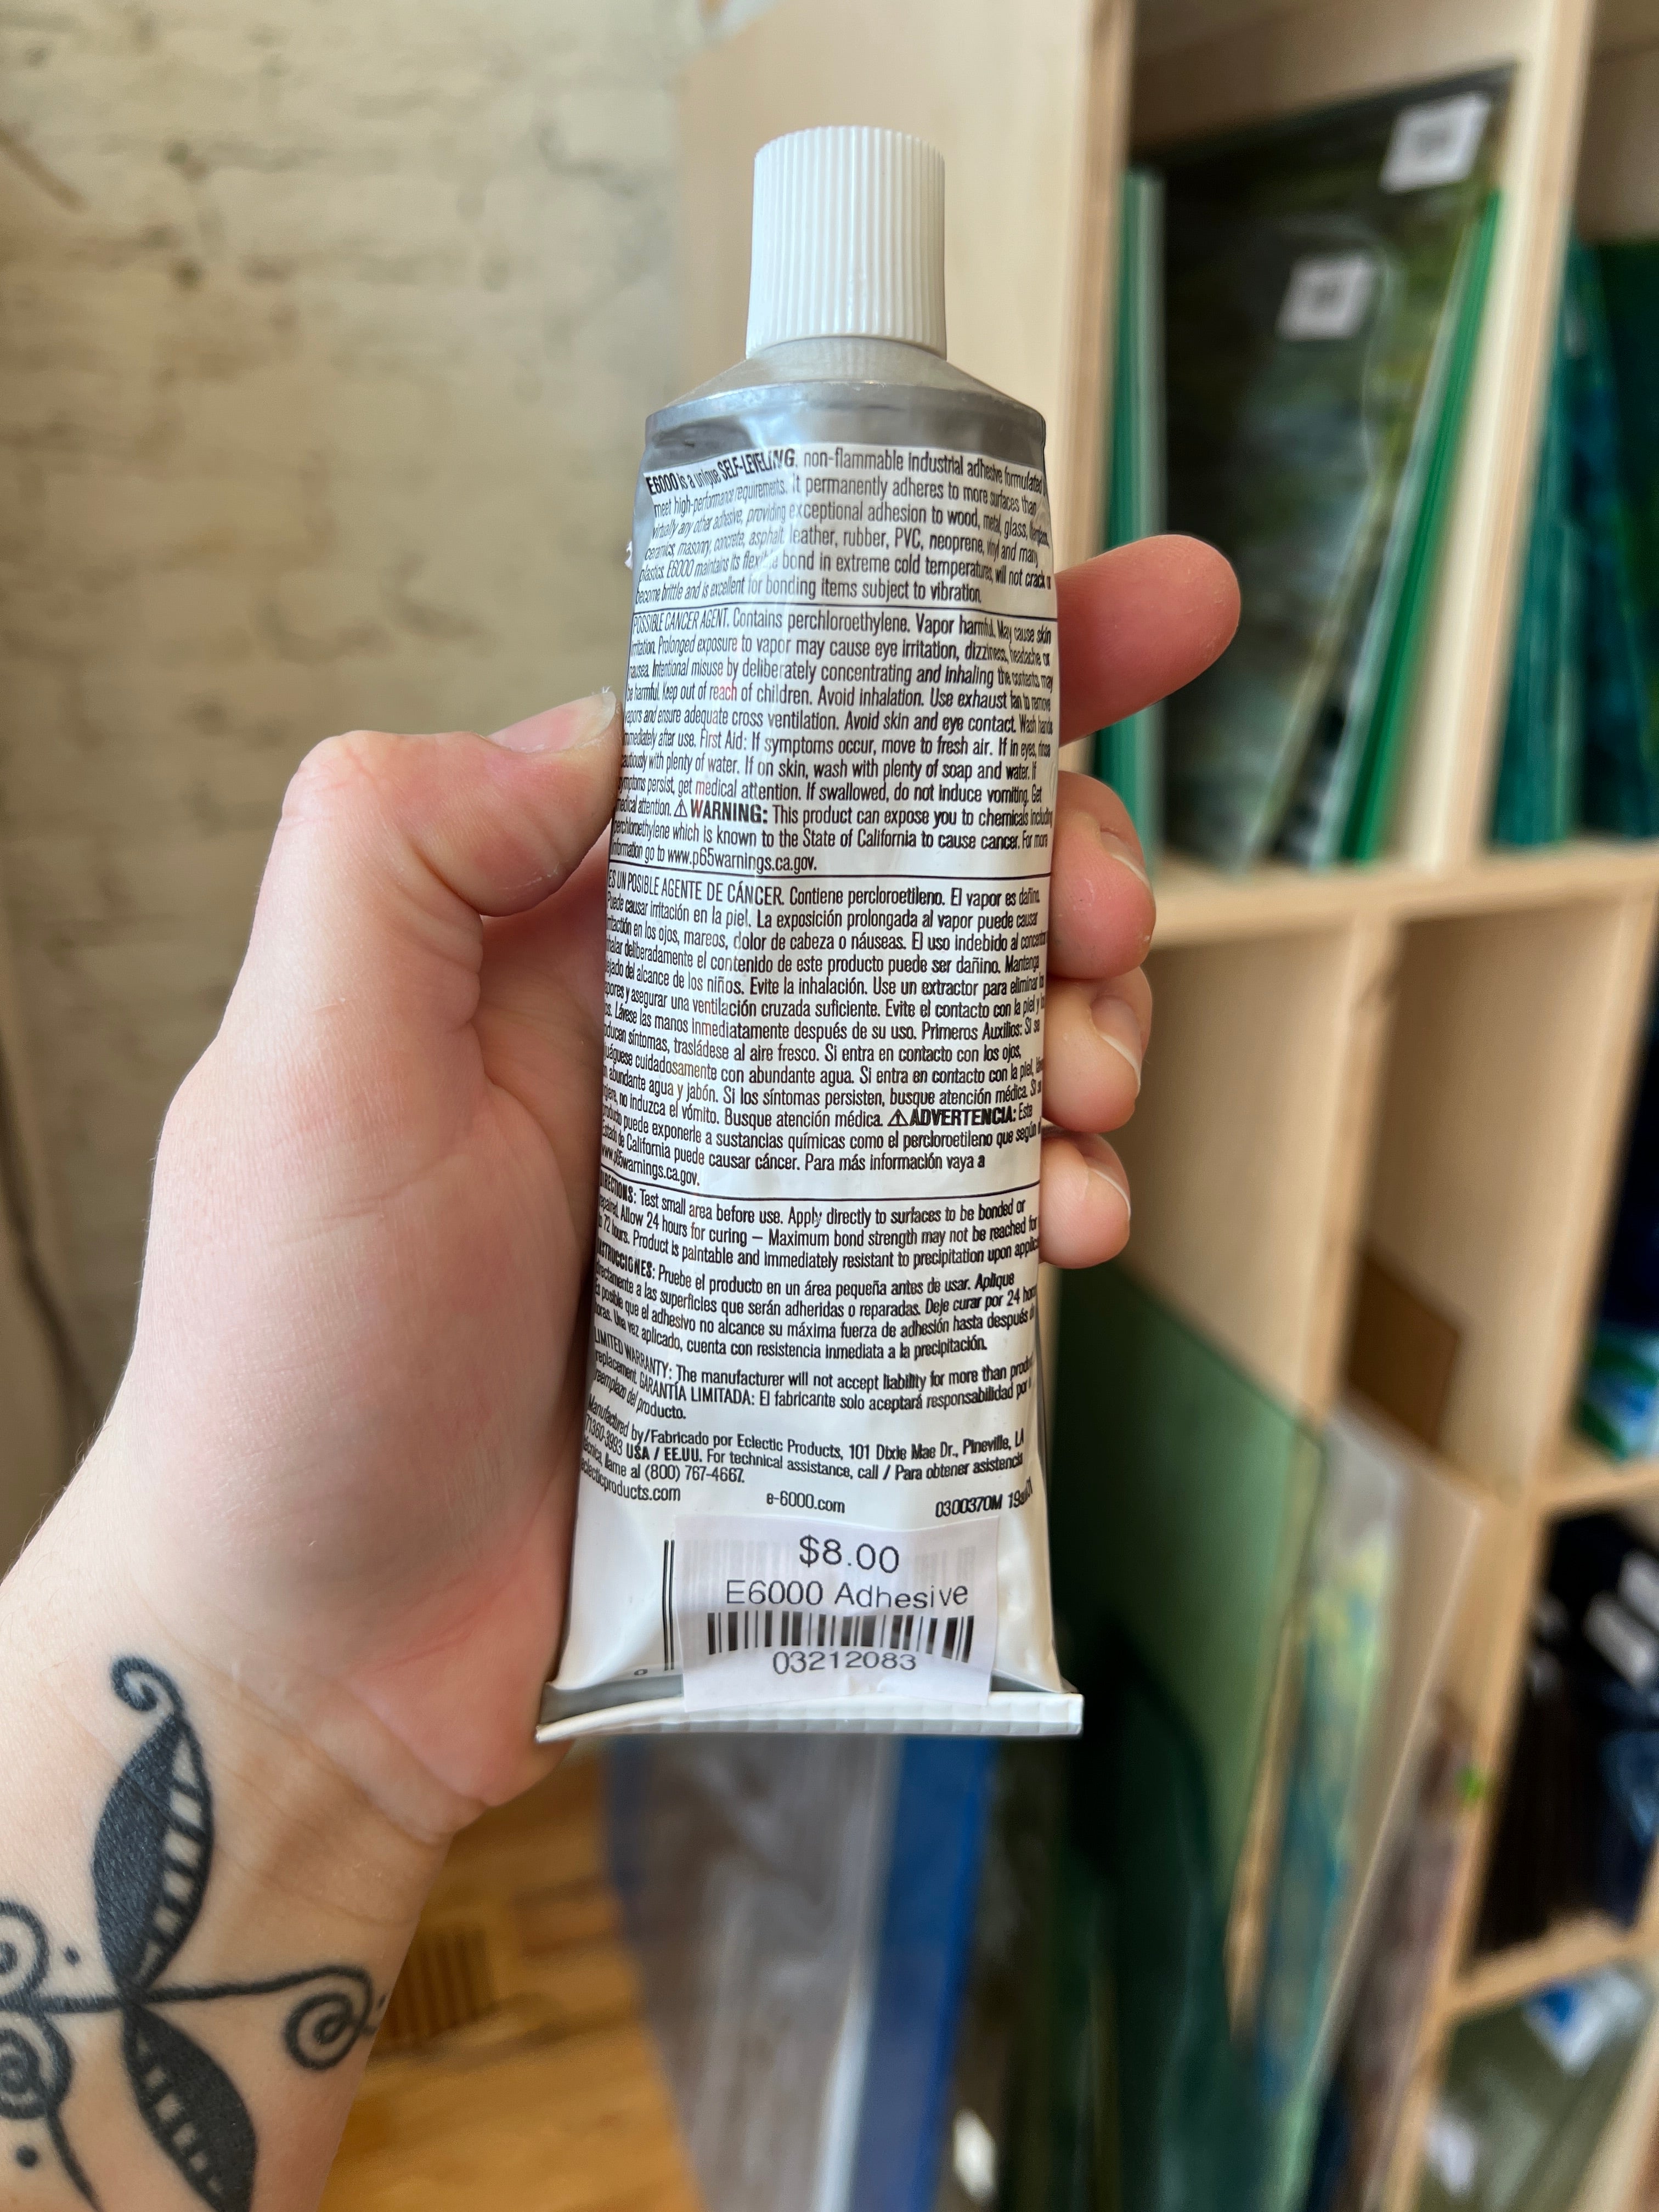 E6000 is a unique SELF-LEVELING, non-flammable industrial adhesive formulated
meet high-performance requirements. It permanently adheres to more surfaces than
virtually any other adhesive, providing exceptional adhesion to wood, metal, glass,
ceramics, masonry, concrete, asphalt leather, rubber, PVC, neoprene, vinyl and many
plastics. E6000 maintains its bond in extreme cold temperatures, will not crack
become brittle and is excellent for bonding items subject to vibration.
POSSIBLE CANCER AGENT. Contains perchloroethylene. Vapor harmful. May cause skin
irritation. Prolonged exposure to vapor may cause eye irritation, dizziness, headache or
nausea. Intentional misuse by deliberately concentrating and inhaling the contents may
be harmful. Keep out of reach of children. Avoid inhalation. Use exhaust fan to remove
vapors and ensure adequate cross ventilation. Avoid skin and eye contact. Wash hands
immediately after use. First Aid: If symptoms occur, move to fresh air. If in eyes, rinse
cautiously with plenty of water. If on skin, wash with plenty of soap and water. If
symptoms persist, get medical attention. If swallowed, do not induce vomiting. Get
medical attention. ⚠ WARNING: This product can expose you to chemicals including
perchloroethylene which is known to the State of California to cause cancer. For more
information go to www.p65warnings.ca.gov.
ES UN POSIBLE AGENTE DE CÁNCER. Contiene percloroetileno. El vapor es dañino.
Puede causar irritación en la piel. La exposición prolongada al vapor puede causar
irritación en los ojos, mareos, dolor de cabeza o náuseas. El uso indebido al
inhalar deliberadamente el contenido de este producto puede ser dañino. Mantenga
alejado del alcance de los niños. Evite la inhalación. Use un extractor para eliminar
vapores y asegurar una ventilación cruzada suficiente. Evite el contacto con la piel y
Lávese las manos inmediatamente después de su uso. Primeros Auxilios: Si se
producen síntomas, trasládese al aire fresco. Si entra en contacto con los ojos,
cuidadosamente con abundante agua. Si entra en contacto con la piel,
abundante agua y jabón. Si los síntomas persisten, busque atención médica. Si
no induzca el vómito. Busque atención médica. ⚠ ADVERTENCIA: Este
producto puede exponerle a sustancias químicas como el percloroetileno que según
Estado de California puede causar cáncer. Para más información vaya a
www.p65warnings.ca.gov.
DIRECTIONS: Test small area before use. Apply directly to surfaces to be bonded or
repaired. Allow 24 hours for curing – Maximum bond strength may not be reached for
72 hours. Product is paintable and immediately resistant to precipitation upon
INSTRUCCIONES: Pruebe el producto en un área pequeña antes de usar. Aplique
directamente a las superficies que serán adheridas o reparadas. Deje curar por 24
Es posible que el adhesivo no alcance su máxima fuerza de adhesión hasta después
horas. Una vez aplicado, cuenta con resistencia inmediata a la precipitación.
LIMITED WARRANTY: The manufacturer will not accept liability for more than
replacement. GARANTÍA LIMITADA: El fabricante solo aceptará responsabilidad
reemplazo del producto.
Manufactured by/Fabricado por Eclectic Products, 101 Dixie Mae Dr., Pineville, LA
71360-3993 USA / EE.UU. For technical assistance, call / Para obtener asistencia
técnica, llame al (800) 767-4667.
eclecticproducts.com e-6000.com 0300370M
$8.00
E6000 Adhesive
03212083